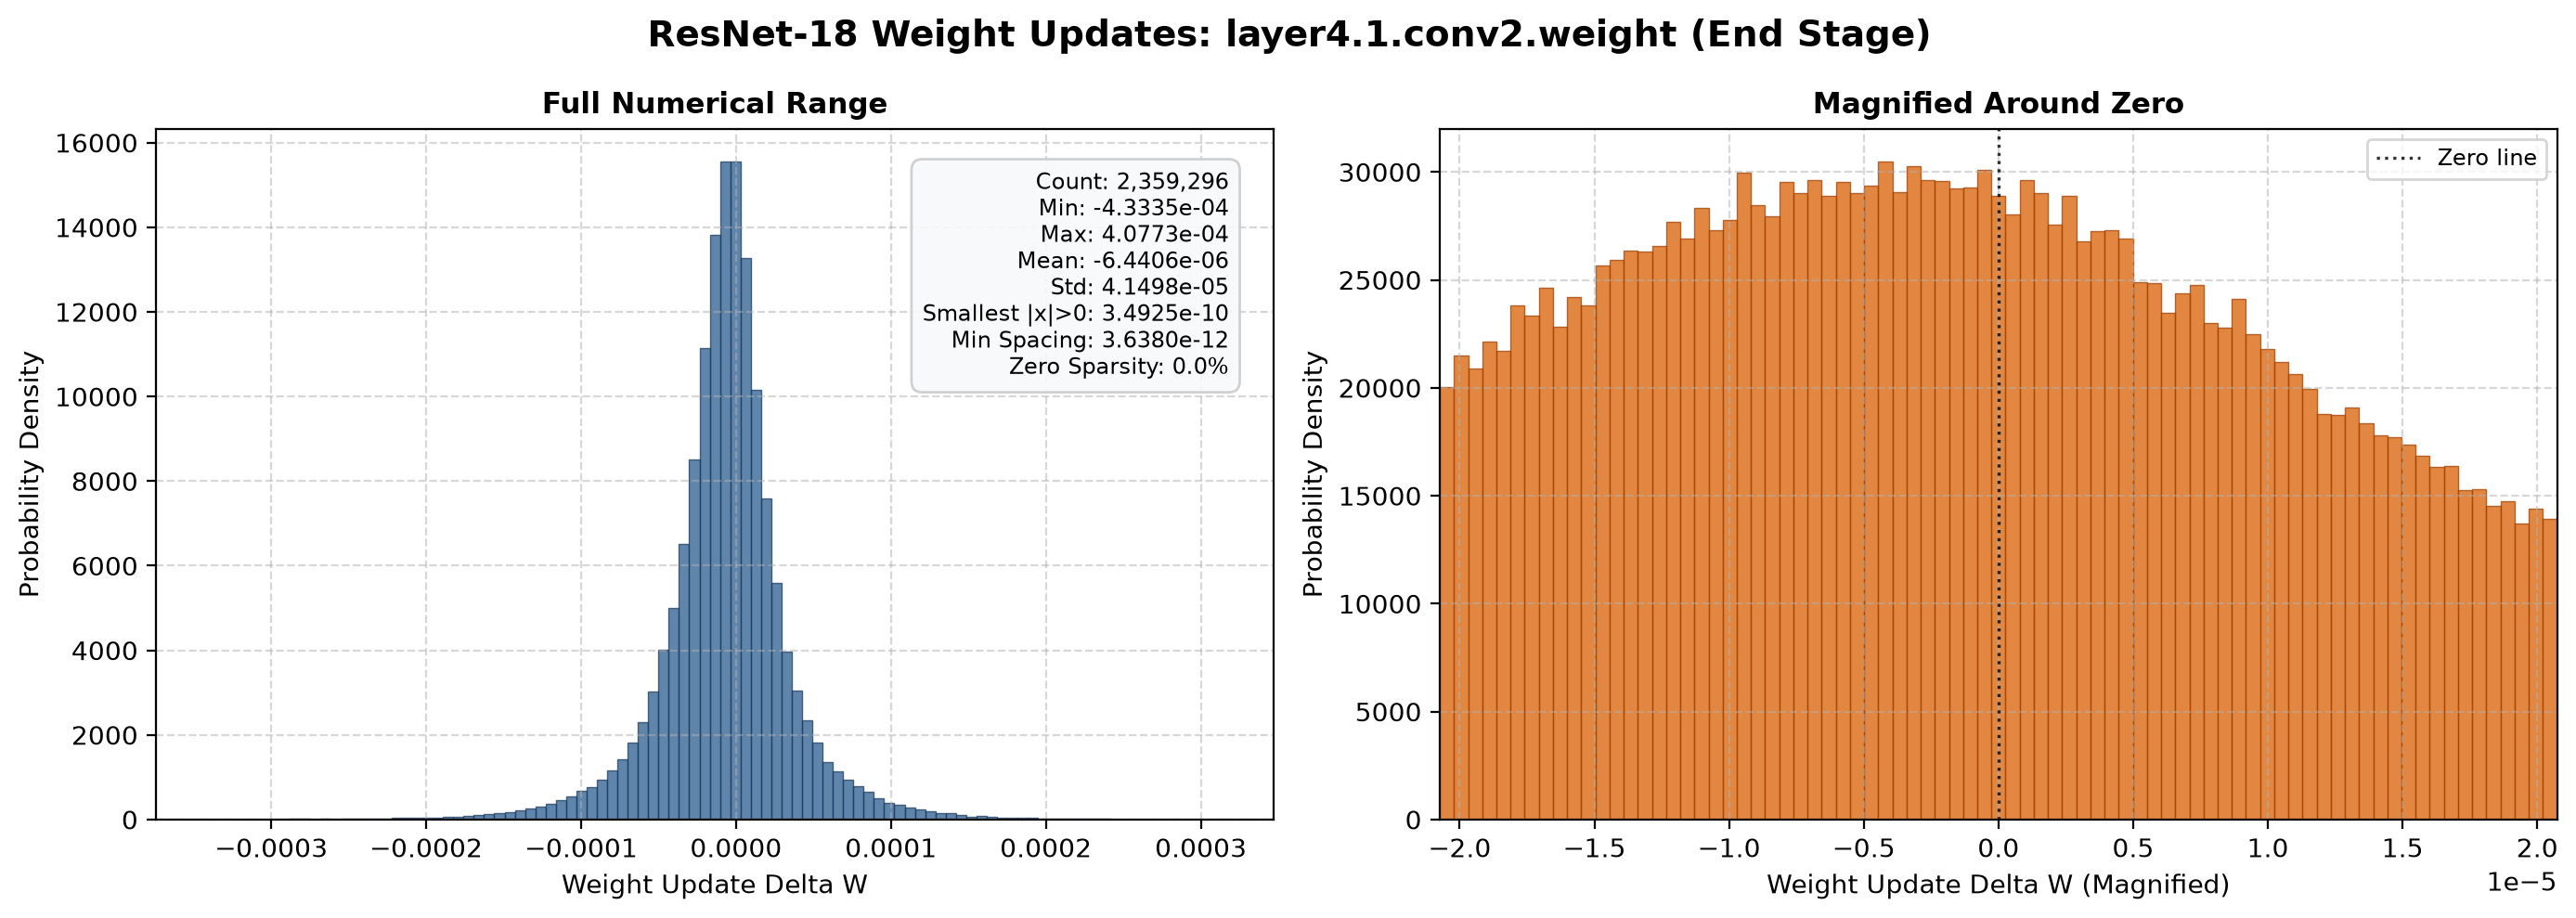 ResNet-18 Weight Updates: layer4.1.conv2.weight (End Stage)
Full Numerical Range
16000
14000
12000
10000
8000
6000
4000
2000
0
Probability Density
Count: 2,359,296
Min: -4.3335e-04
Max: 4.0773e-04
Mean: -6.4406e-06
Std: 4.1498e-05
Smallest |x|>0: 3.4925e-10
Min Spacing: 3.6380e-12
Zero Sparsity: 0.0%
−0.0003 −0.0002 −0.0001 0.0000 0.0001 0.0002 0.0003
Weight Update Delta W
Magnified Around Zero
30000
25000
20000
15000
10000
5000
0
Probability Density
Zero line
−2.0 −1.5 −1.0 −0.5 0.0 0.5 1.0 1.5 2.0
1e−5
Weight Update Delta W (Magnified)